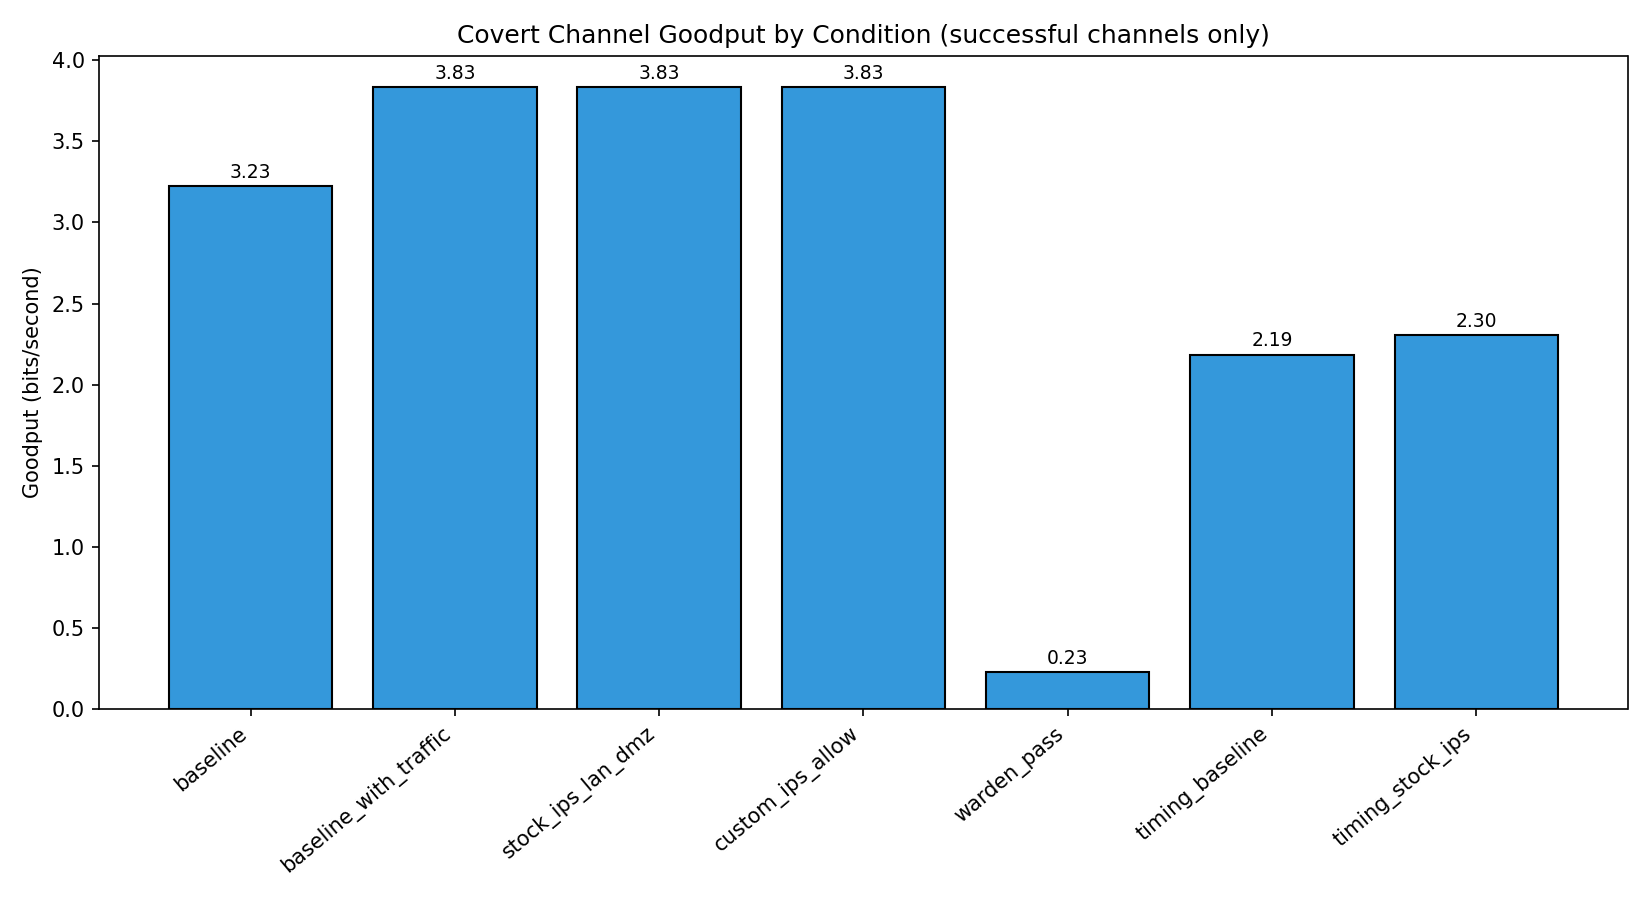 Covert Channel Goodput by Condition (successful channels only)
Goodput (bits/second)
4.0
3.5
3.0
2.5
2.0
1.5
1.0
0.5
0.0
3.23
3.83
3.83
3.83
0.23
2.19
2.30
baseline
baseline_with_traffic
stock_ips_lan_dmz
custom_ips_allow
warden_pass
timing_baseline
timing_stock_ips